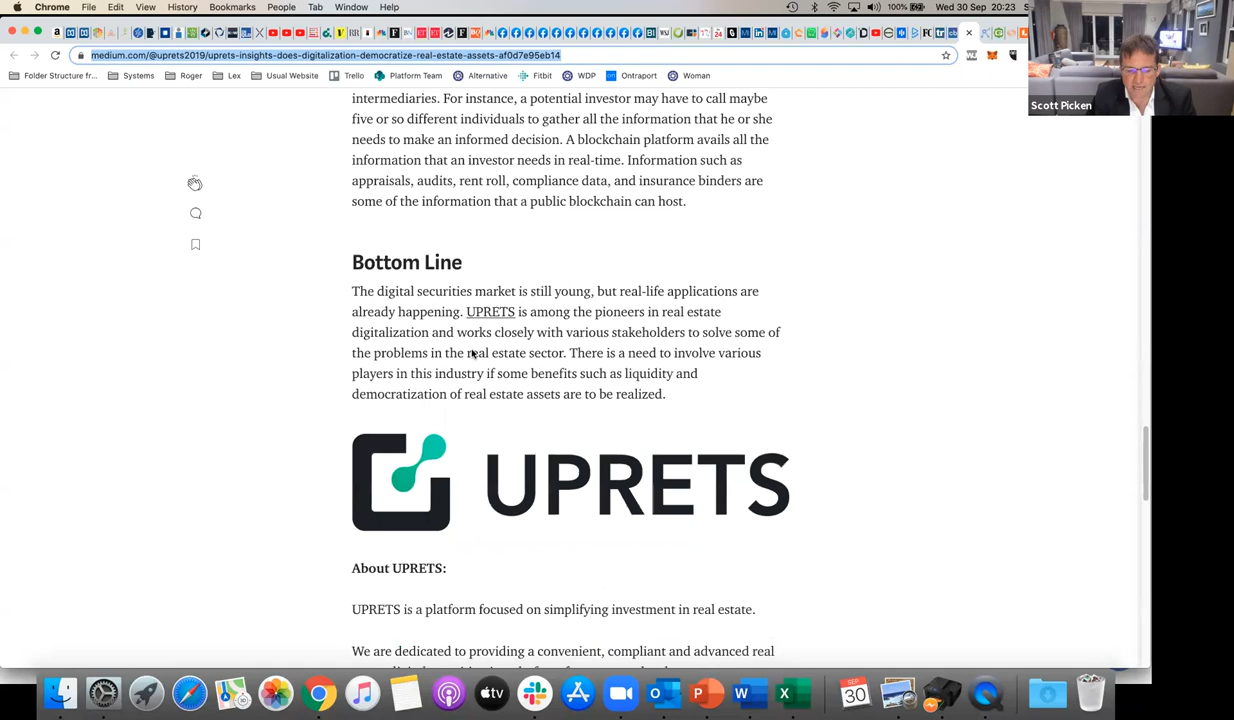 Chrome File Edit View History Bookmarks People Tab Window Help 100% Wed 30 Sep 20:23
medium.com/@uprets2019/uprets-insights-does-digitalization-democratize-real-estate-assets-af0d7e95eb14
Folder Structure fr... Systems Roger Lex Usual Website Trello Platform Team Alternative Fitbit WDP Ontraport Woman
Scott Picken
intermediaries. For instance, a potential investor may have to call maybe
five or so different individuals to gather all the information that he or she
needs to make an informed decision. A blockchain platform avails all the
information that an investor needs in real-time. Information such as
appraisals, audits, rent roll, compliance data, and insurance binders are
some of the information that a public blockchain can host.
Bottom Line
The digital securities market is still young, but real-life applications are
already happening. UPRETS is among the pioneers in real estate
digitalization and works closely with various stakeholders to solve some of
the problems in the real estate sector. There is a need to involve various
players in this industry if some benefits such as liquidity and
democratization of real estate assets are to be realized.
UPRETS
About UPRETS:
UPRETS is a platform focused on simplifying investment in real estate.
We are dedicated to providing a convenient, compliant and advanced real